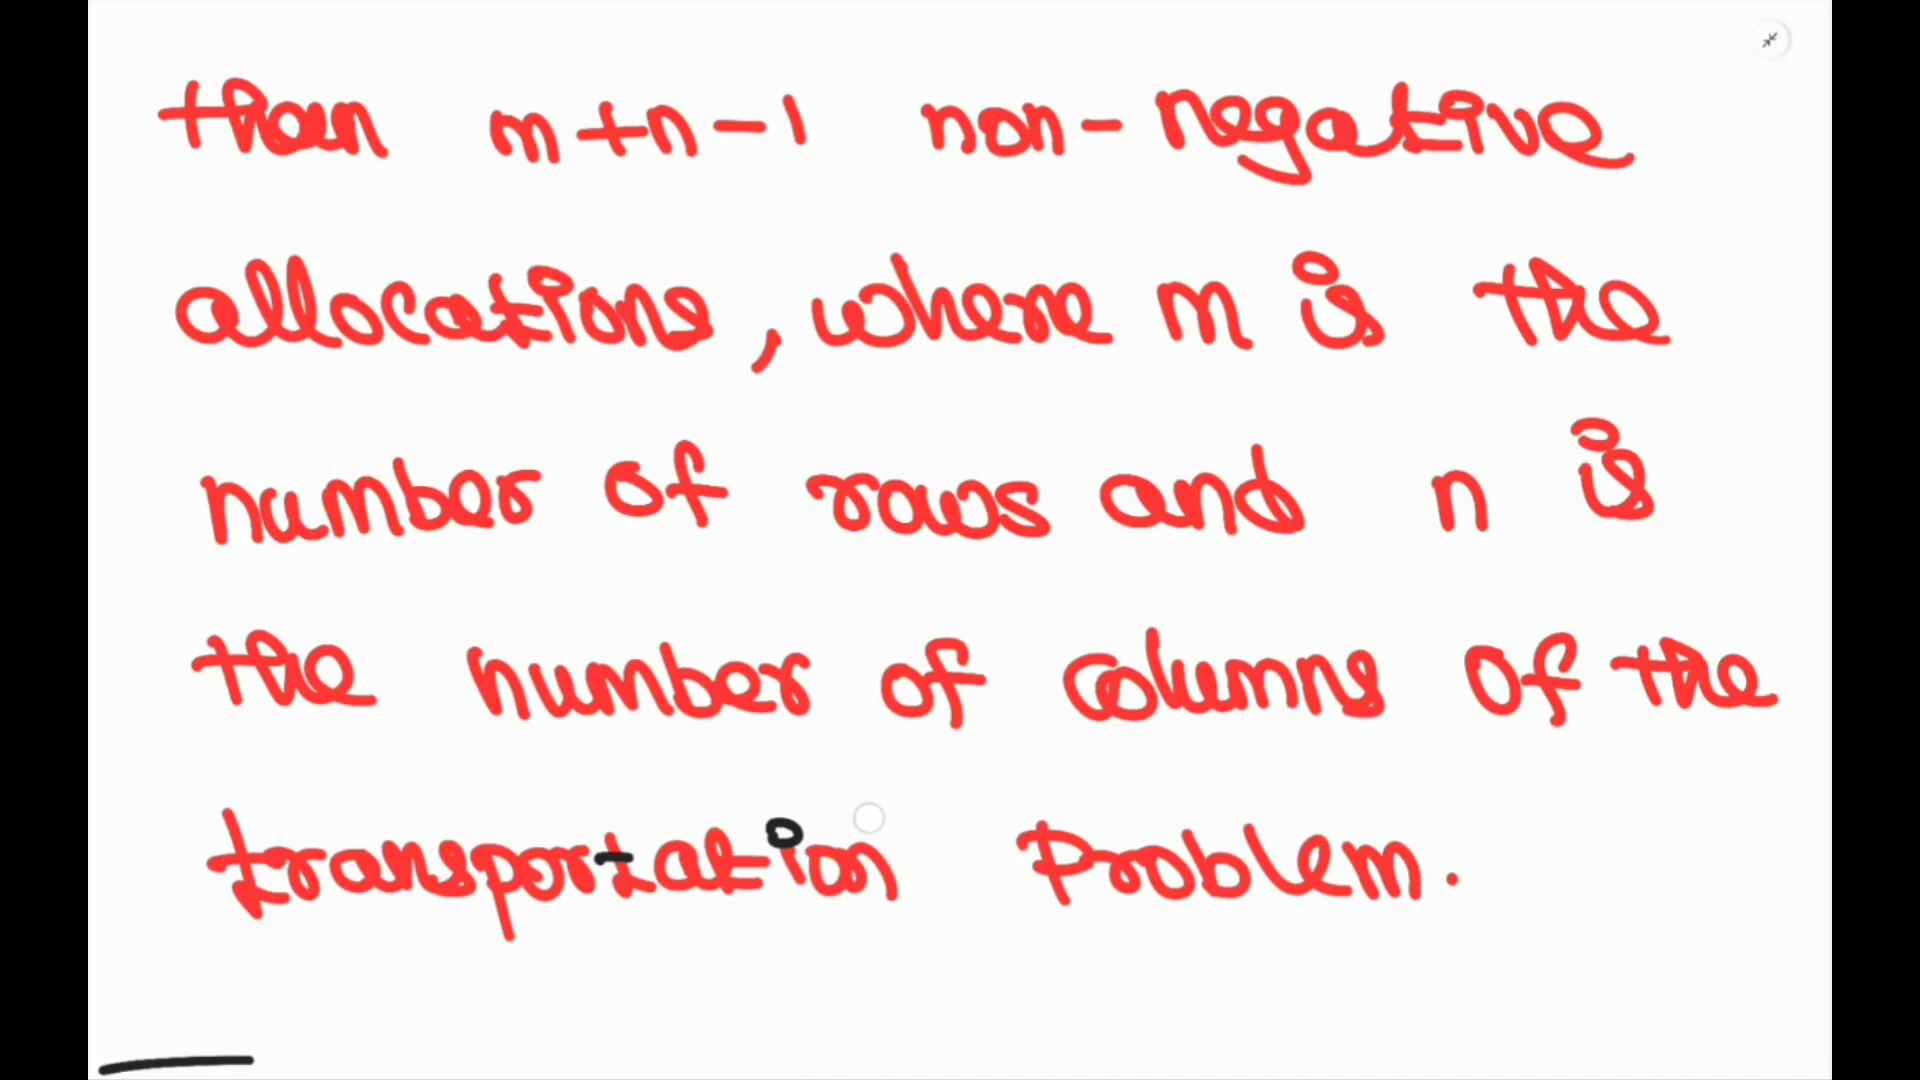 than m+n-1 non-negative
allocations, where m is the
number of rows and n is
the number of columns of the
transportation Problem.